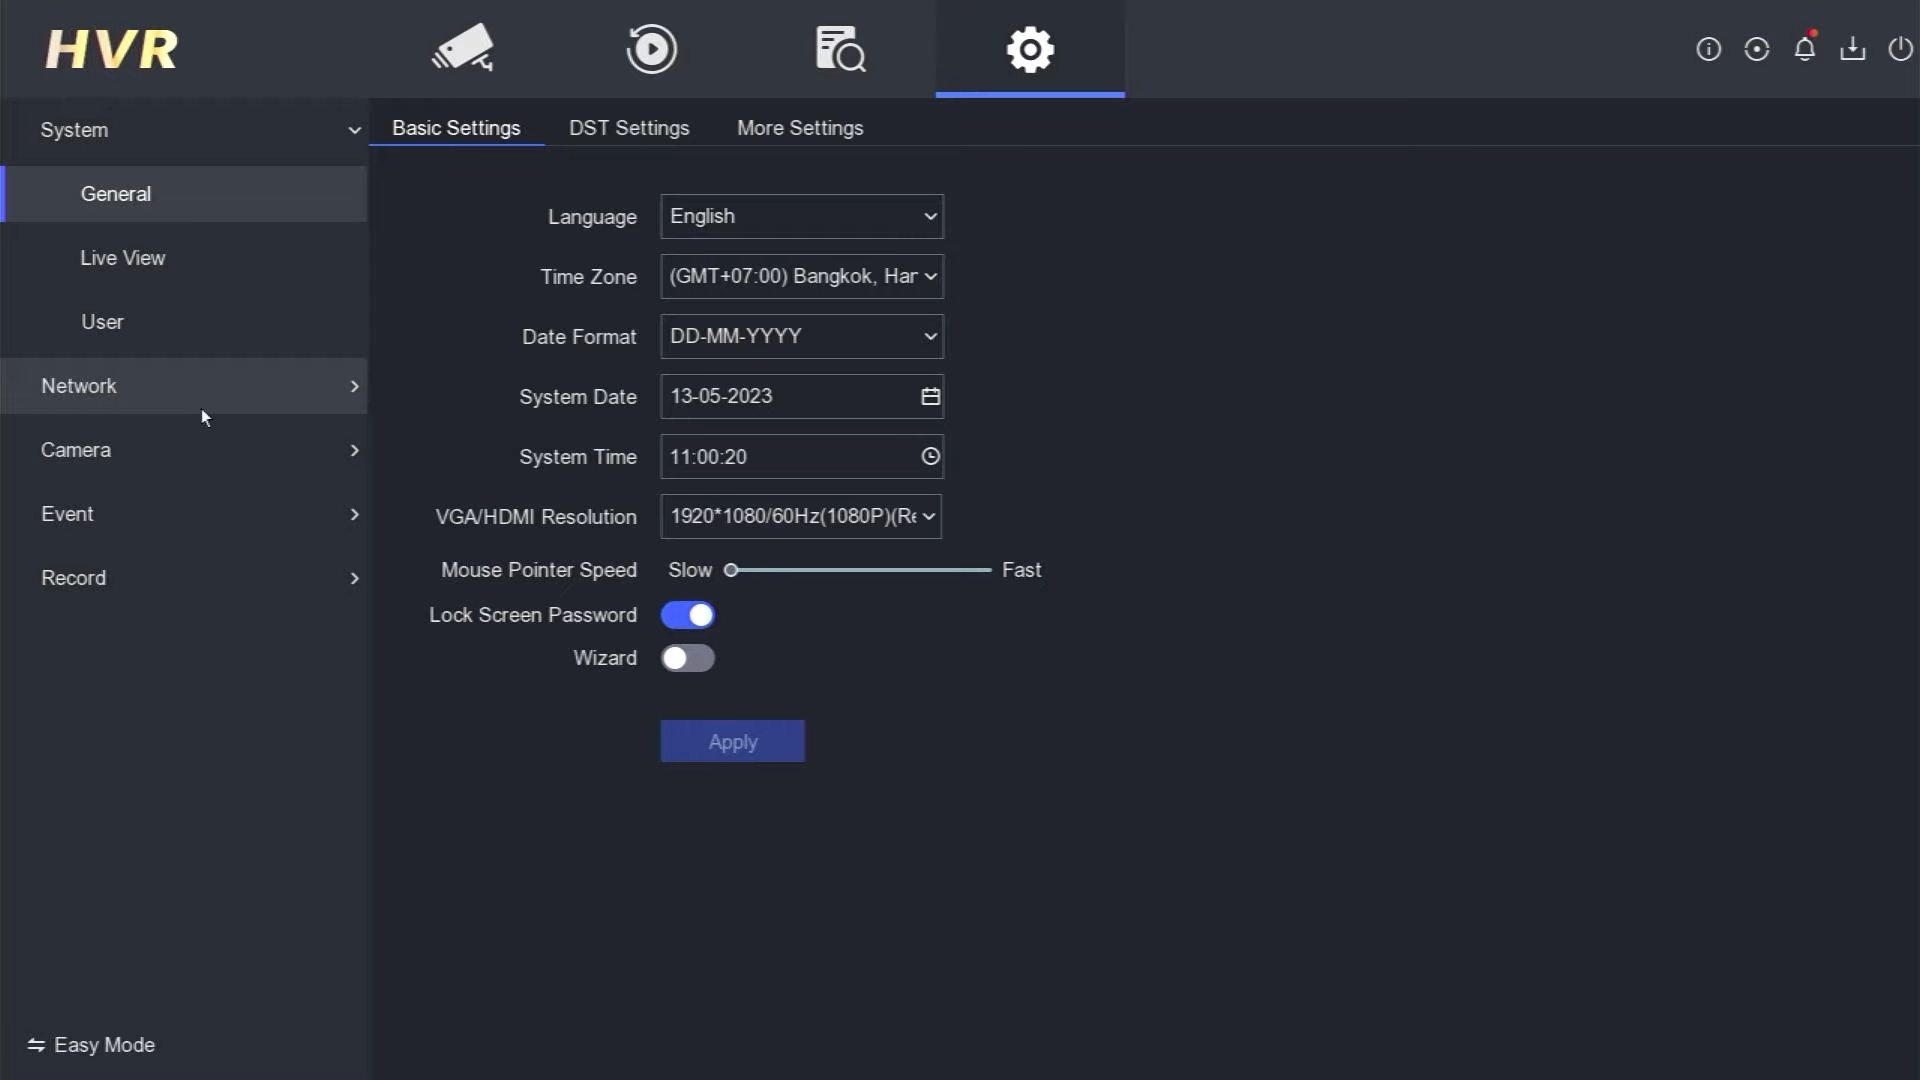 HVR
System
General
Live View
User
Network
Camera
Event
Record
Easy Mode
Basic Settings
DST Settings
More Settings
Language
English
Time Zone
(GMT+07:00) Bangkok, Har
Date Format
DD-MM-YYYY
System Date
13-05-2023
System Time
11:00:20
VGA/HDMI Resolution
1920*1080/60Hz(1080P)(Re
Mouse Pointer Speed
Slow
Fast
Lock Screen Password
Wizard
Apply